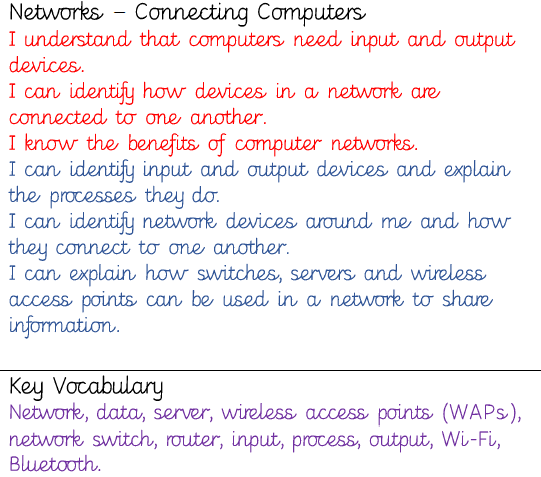 Networks – Connecting Computers
I understand that computers need input and output
devices.
I can identify how devices in a network are
connected to one another.
I know the benefits of computer networks.
I can identify input and output devices and explain
the processes they do.
I can identify network devices around me and how
they connect to one another.
I can explain how switches, servers and wireless
access points can be used in a network to share
information.
Key Vocabulary
Network, data, server, wireless access points (WAPs),
network switch, router, input, process, output, Wi-Fi,
Bluetooth.